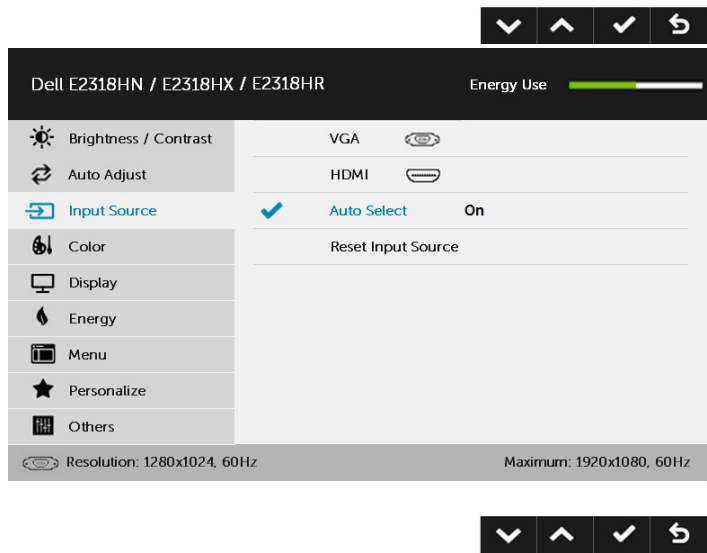 Dell E2318HN / E2318HX / E2318HR Energy Use
Brightness / Contrast VGA
Auto Adjust HDMI
Input Source Auto Select On
Color Reset Input Source
Display
Energy
Menu
Personalize
Others
Resolution: 1280x1024, 60Hz Maximum: 1920x1080, 60Hz